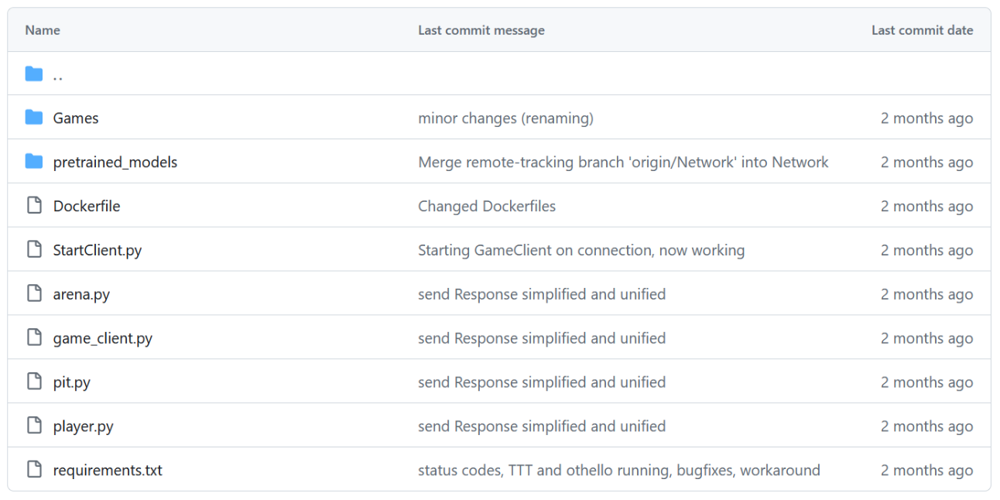 Name Last commit message Last commit date
..
Games minor changes (renaming) 2 months ago
pretrained_models Merge remote-tracking branch 'origin/Network' into Network 2 months ago
Dockerfile Changed Dockerfiles 2 months ago
StartClient.py Starting GameClient on connection, now working 2 months ago
arena.py send Response simplified and unified 2 months ago
game_client.py send Response simplified and unified 2 months ago
pit.py send Response simplified and unified 2 months ago
player.py send Response simplified and unified 2 months ago
requirements.txt status codes, TTT and othello running, bugfixes, workaround 2 months ago